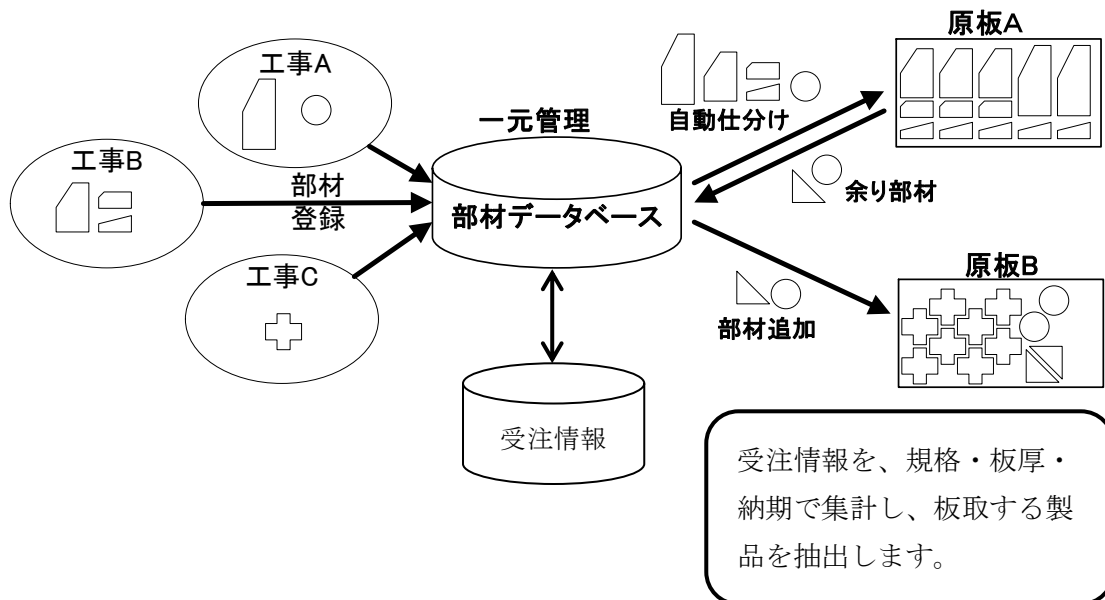 工事A
工事B
工事C
部材
登録
一元管理
部材データベース
受注情報
自動仕分け
原板A
余り部材
部材追加
原板B
受注情報を、規格・板厚・
納期で集計し、板取する製
品を抽出します。